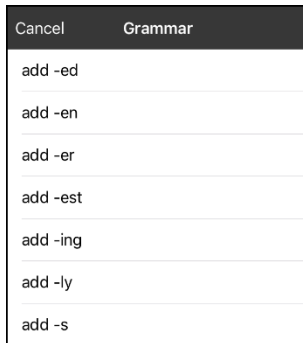 Cancel Grammar
add -ed
add -en
add -er
add -est
add -ing
add -ly
add -s